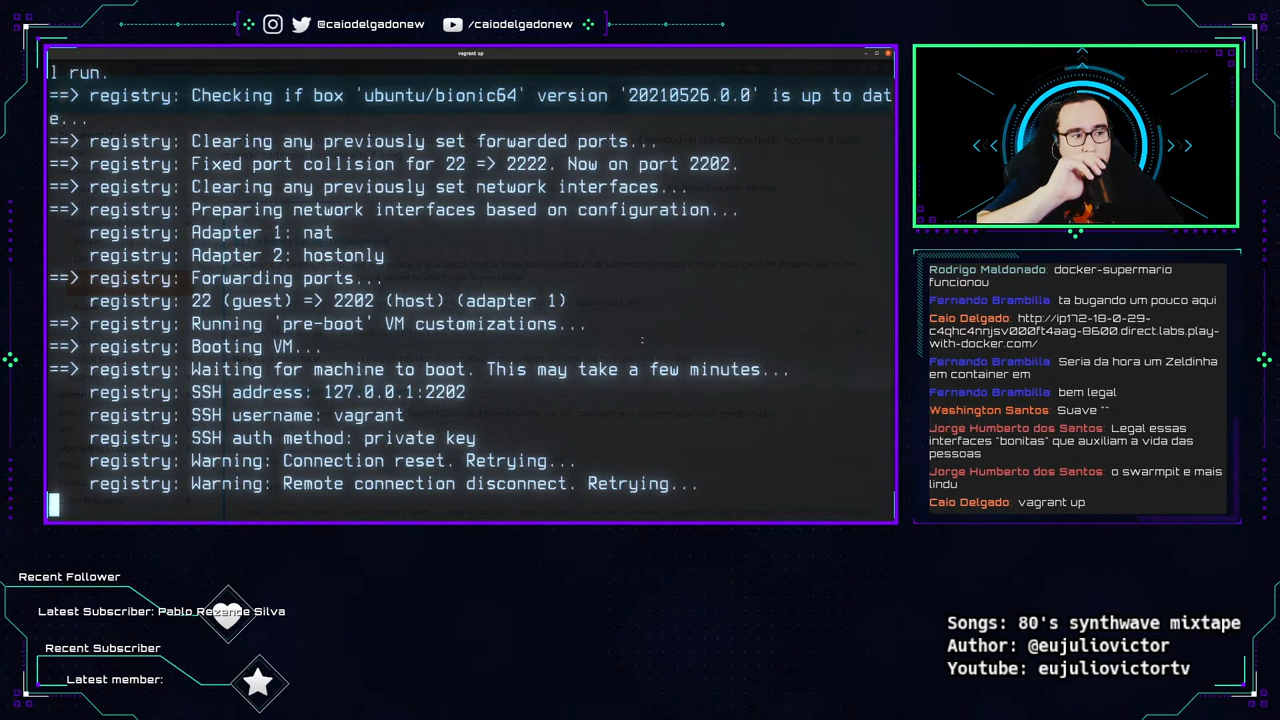 @caiodelgadonew
/caiodelgadonew
vagrant up
l run.
==> registry: Checking if box 'ubuntu/bionic64' version '20210526.0.0' is up to dat
e...
==> registry: Clearing any previously set forwarded ports...
==> registry: Fixed port collision for 22 => 2222. Now on port 2202.
==> registry: Clearing any previously set network interfaces...
==> registry: Preparing network interfaces based on configuration...
registry: Adapter 1: nat
registry: Adapter 2: hostonly
==> registry: Forwarding ports...
registry: 22 (guest) => 2202 (host) (adapter 1)
==> registry: Running 'pre-boot' VM customizations...
==> registry: Booting VM...
==> registry: Waiting for machine to boot. This may take a few minutes...
registry: SSH address: 127.0.0.1:2202
registry: SSH username: vagrant
registry: SSH auth method: private key
registry: Warning: Connection reset. Retrying...
registry: Warning: Remote connection disconnect. Retrying...
Rodrigo Maldonado: docker-supermario
funcionou
Fernando Brambilla: ta bugando um pouco aqui
Caio Delgado: http://ip172-18-0-29-
c4qhc4nnjsv000ft4aag-8600.direct.labs.play-
with-docker.com/
Fernando Brambilla: Seria da hora um Zeldinha
em container em
Fernando Brambilla: bem legal
Washington Santos: Suave ""
Jorge Humberto dos Santos: Legal essas
interfaces "bonitas" que auxiliam a vida das
pessoas
Jorge Humberto dos Santos: o swarmpit e mais
lindu
Caio Delgado: vagrant up
Recent Follower
Latest Subscriber: Pablo Rezende Silva
Recent Subscriber
Latest member:
Songs: 80's synthwave mixtape
Author: @eujuliovictor
Youtube: eujuliovictortv